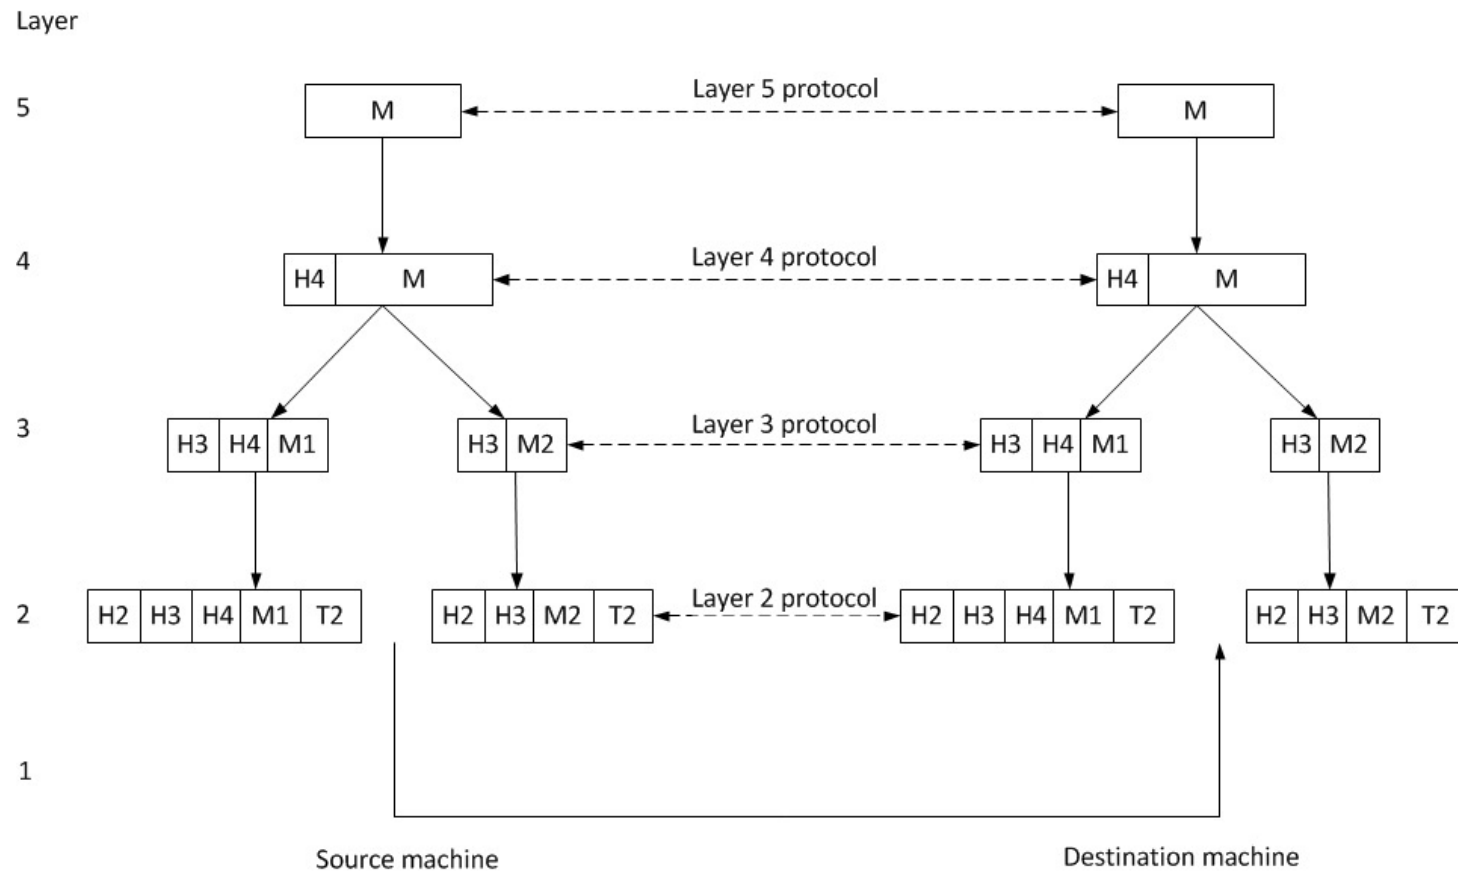 Layer
5 M Layer 5 protocol M
4 H4 M Layer 4 protocol H4 M
3 H3 H4 M1 H3 M2 Layer 3 protocol H3 H4 M1 H3 M2
2 H2 H3 H4 M1 T2 H2 H3 M2 T2 Layer 2 protocol H2 H3 H4 M1 T2 H2 H3 M2 T2
1
Source machine Destination machine